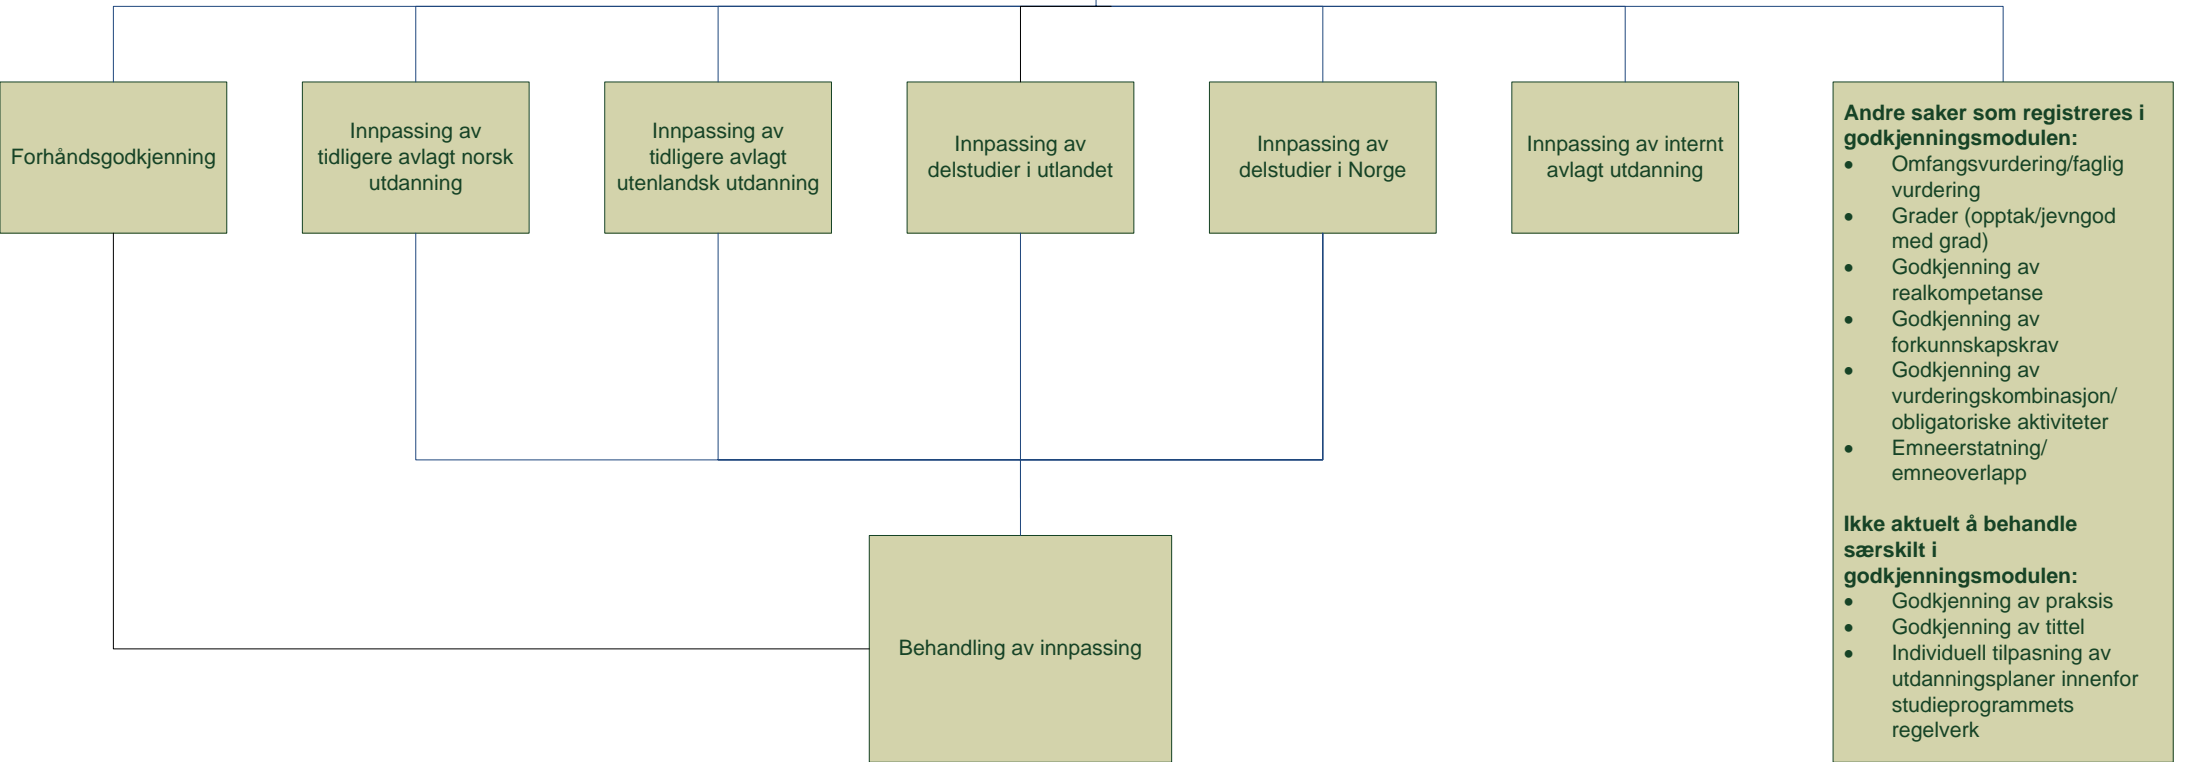 Forhåndsgodkjenning
Innpassing av
tidligere avlagt norsk
utdanning
Innpassing av
tidligere avlagt
utenlandsk utdanning
Innpassing av
delstudier i utlandet
Innpassing av
delstudier i Norge
Innpassing av internt
avlagt utdanning
Andre saker som registreres i
godkjenningsmodulen:
• Omfangsvurdering/faglig
vurdering
• Grader (opptak/jevngod
med grad)
• Godkjenning av
realkompetanse
• Godkjenning av
forkunnskapskrav
• Godkjenning av
vurderingskombinasjon/
obligatoriske aktiviteter
• Emneerstatning/
emneoverlapp
Ikke aktuelt å behandle
særskilt i
godkjenningsmodulen:
• Godkjenning av praksis
• Godkjenning av tittel
• Individuell tilpasning av
utdanningsplaner innenfor
studieprogrammets
regelverk
Behandling av innpassing